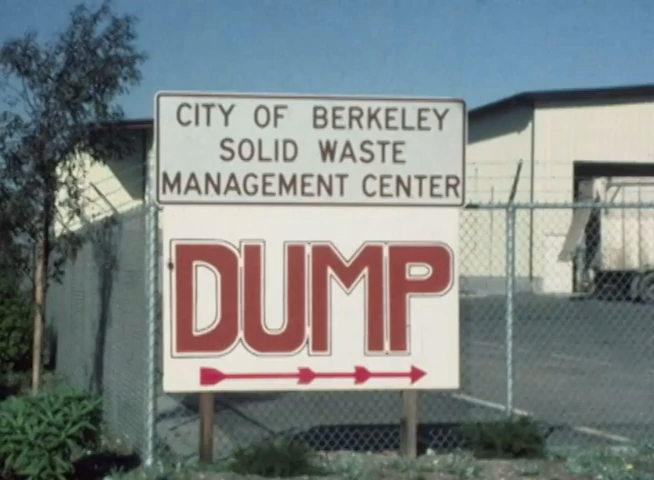 CITY OF BERKELEY
SOLID WASTE
MANAGEMENT CENTER
DUMP